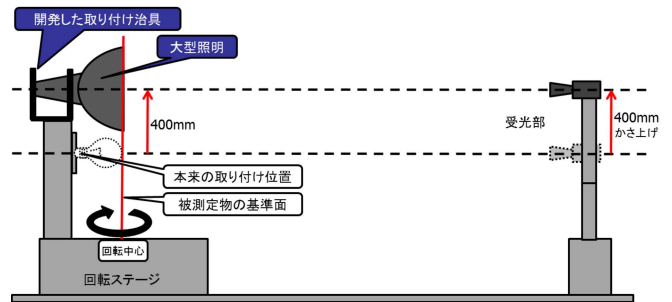 開発した取り付け治具
大型照明
400mm
受光部
400mm
かさ上げ
本来の取り付け位置
被測定物の基準面
回転中心
回転ステージ